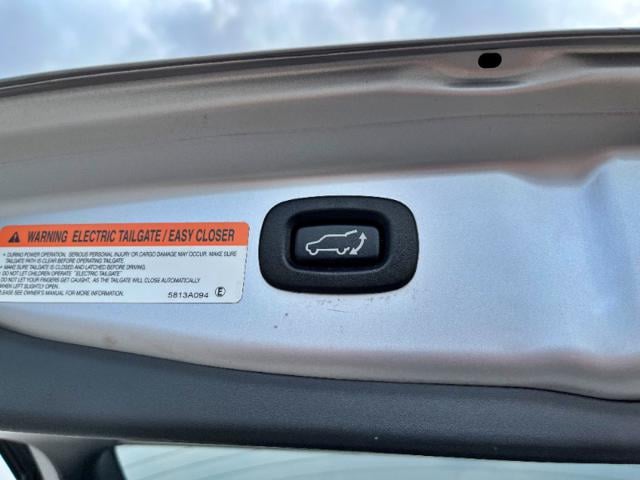 WARNING ELECTRIC TAILGATE / EASY CLOSER
• DURING POWER OPERATION, SERIOUS PERSONAL INJURY OR CARGO DAMAGE MAY OCCUR. MAKE SURE
TAILGATE PATH IS CLEAR BEFORE OPERATING TAILGATE.
• MAKE SURE TAILGATE IS CLOSED AND LATCHED BEFORE DRIVING.
• DO NOT LET CHILDREN OPERATE "ELECTRIC TAILGATE"
DO NOT LET YOUR FINGERS GET CAUGHT, AS THE TAILGATE WILL CLOSE AUTOMATICALLY
WHEN LEFT SLIGHTLY OPEN.
PLEASE SEE OWNER'S MANUAL FOR MORE INSTRUCTIONS. 5813A094 Ⓔ